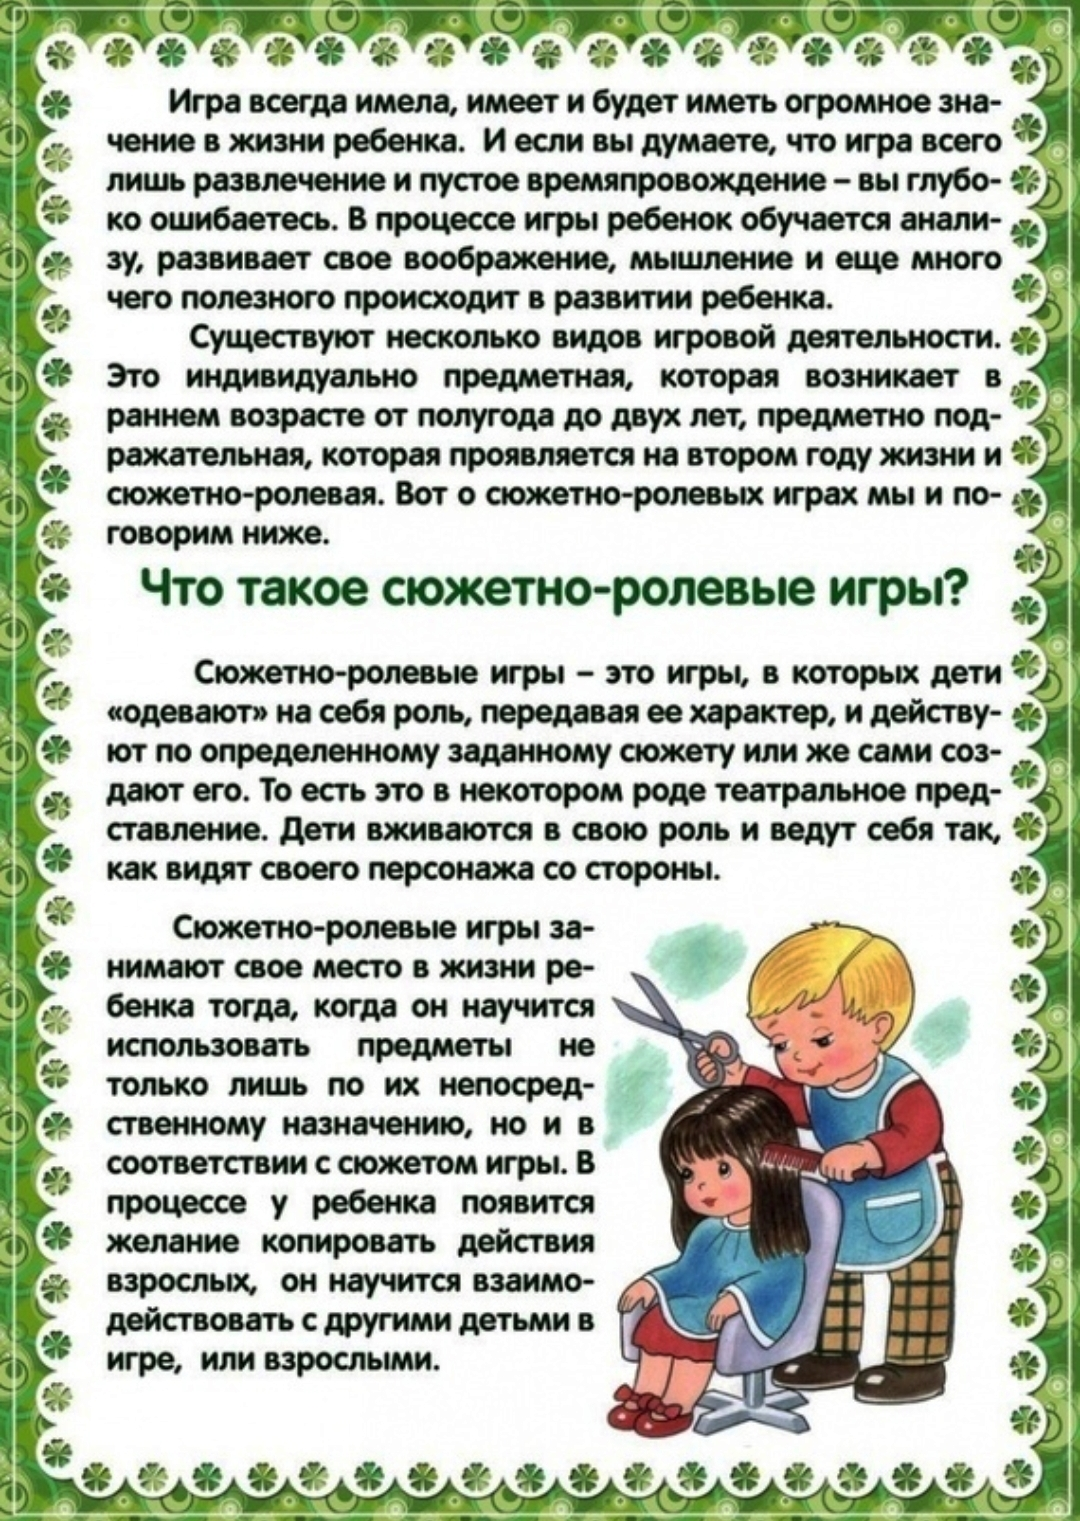 Игра всегда имела, имеет и будет иметь огромное зна-
чение в жизни ребенка. И если вы думаете, что игра всего
лишь развлечение и пустое времяпровождение – вы глубо-
ко ошибаетесь. В процессе игры ребенок обучается анали-
зу, развивает свое воображение, мышление и еще много
чего полезного происходит в развитии ребенка.
Существуют несколько видов игровой деятельности.
Это индивидуально предметная, которая возникает в
раннем возрасте от полугода до двух лет, предметно под-
ражательная, которая проявляется на втором году жизни и
сюжетно-ролевая. Вот о сюжетно-ролевых играх мы и по-
говорим ниже.
Что такое сюжетно-ролевые игры?
Сюжетно-ролевые игры – это игры, в которых дети
«одевают» на себя роль, передавая ее характер, и действу-
ют по определенному заданному сюжету или же сами соз-
дают его. То есть это в некотором роде театральное пред-
ставление. Дети вживаются в свою роль и ведут себя так,
как видят своего персонажа со стороны.
Сюжетно-ролевые игры за-
нимают свое место в жизни ре-
бенка тогда, когда он научится
использовать предметы не
только лишь по их непосред-
ственному назначению, но и в
соответствии с сюжетом игры. В
процессе у ребенка появится
желание копировать действия
взрослых, он научится взаимо-
действовать с другими детьми в
игре, или взрослыми.